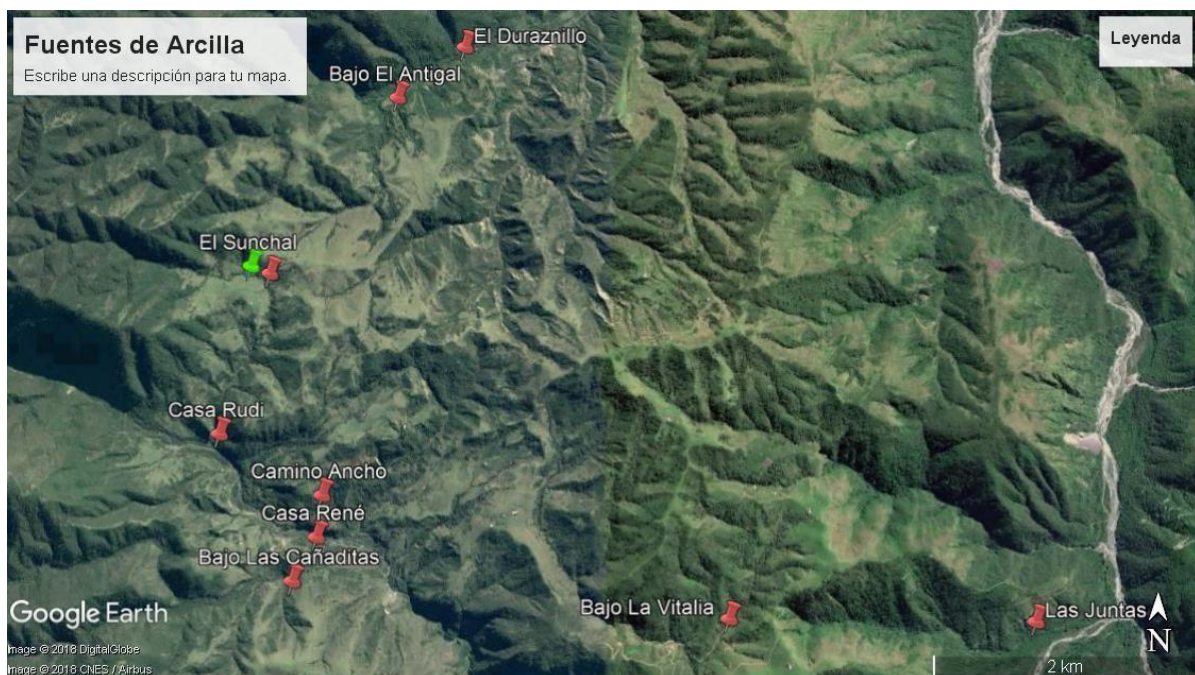 Fuentes de Arcilla
Escribe una descripción para tu mapa.
Leyenda
El Duraznillo
Bajo El Antigal
El Sunchal
Casa Rudi
Camino Ancho
Casa René
Bajo Las Cañaditas
Bajo La Vitalia
Las Juntas
Google Earth
N
Image © 2018 DigitalGlobe
Image © 2018 CNES / Airbus
2 km